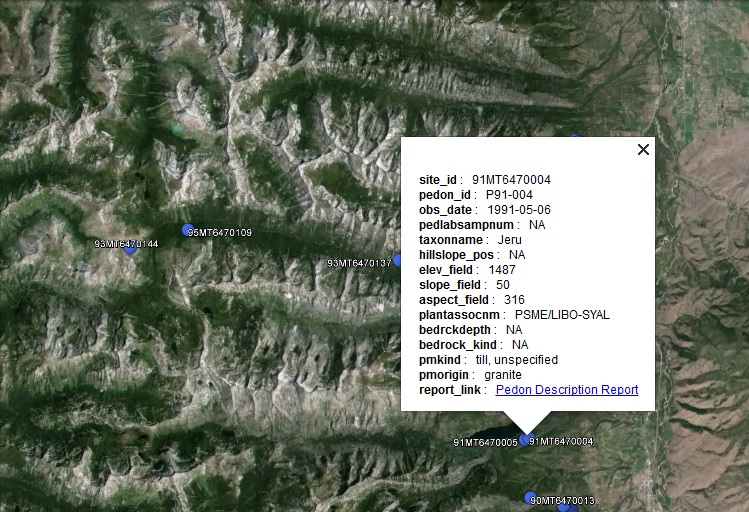 site_id : 91MT6470004
pedon_id : P91-004
obs_date : 1991-05-06
pedlabsampnum : NA
taxonname : Jeru
hillslope_pos : NA
elev_field : 1487
slope_field : 50
aspect_field : 316
plantassocnm : PSME/LIBO-SYAL
bedrckdepth : NA
bedrock_kind : NA
pmkind : till, unspecified
pmorigin : granite
report_link : Pedon Description Report
95MT6470109
93MT6470144
93MT6470137
91MT6470005 91MT6470004
90MT6470013